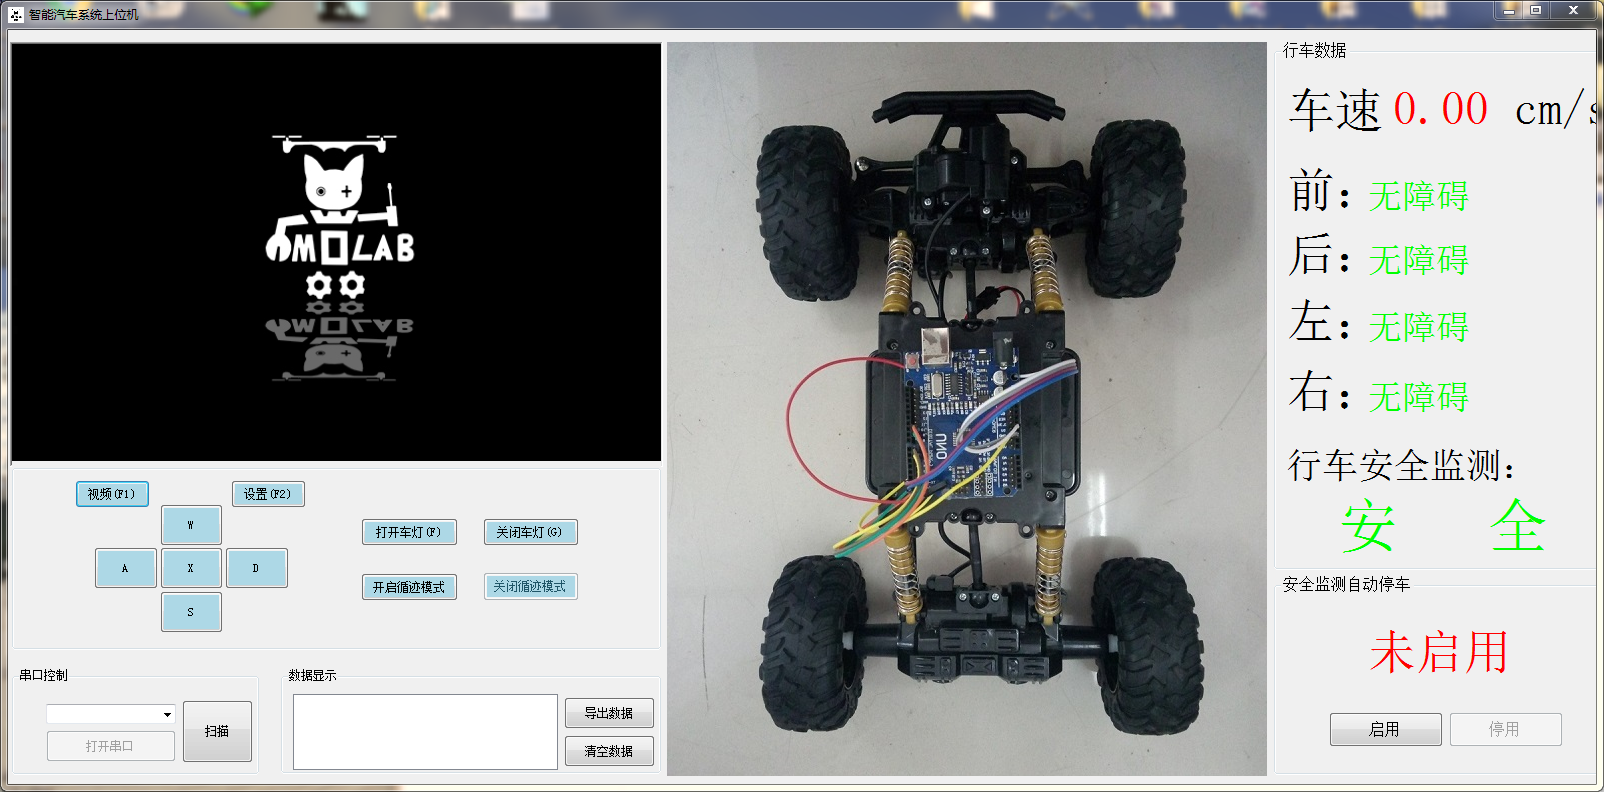 智能汽车系统上位机
OMOLAB
视频(F1)
设置(F2)
W
A
X
D
S
打开车灯(F)
关闭车灯(G)
开启循迹模式
关闭循迹模式
串口控制
打开串口
扫描
数据显示
导出数据
清空数据
UNO
行车数据
车速 0.00 cm/s
前：无障碍
后：无障碍
左：无障碍
右：无障碍
行车安全监测：
安 全
安全监测自动停车
未启用
启用
停用